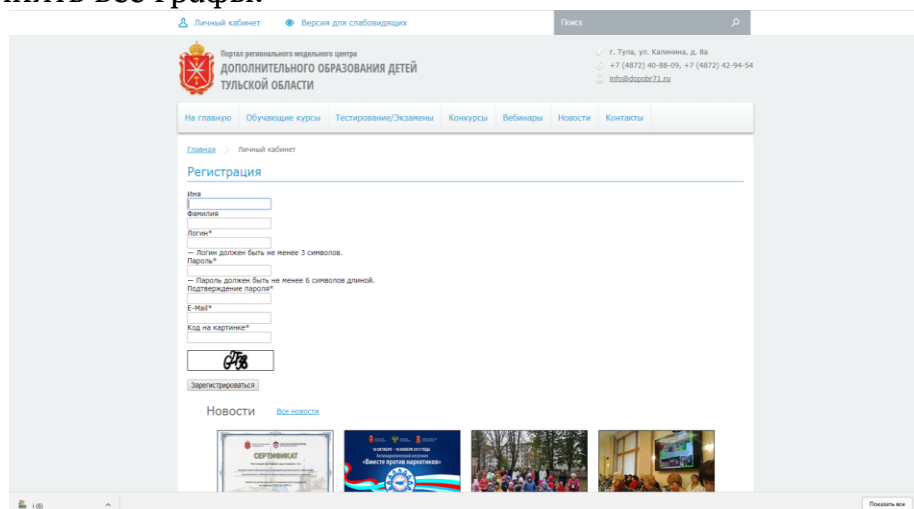 нять все графы.
Личный кабинет Версия для слабовидящих Поиск
Портал регионального модельного центра
ДОПОЛНИТЕЛЬНОГО ОБРАЗОВАНИЯ ДЕТЕЙ
ТУЛЬСКОЙ ОБЛАСТИ
г. Тула, ул. Калинина, д. 8а
+7 (4872) 40-88-09, +7 (4872) 42-94-54
info@dopobr71.ru
На главную Обучающие курсы Тестирование/Экзамены Конкурсы Вебинары Новости Контакты
Главная Личный кабинет
Регистрация
Имя
Фамилия
Логин*
— Логин должен быть не менее 3 символов.
Пароль*
— Пароль должен быть не менее 6 символов длиной.
Подтверждение пароля*
E-Mail*
Код на картинке*
Зарегистрироваться
Новости Все новости
СЕРТИФИКАТ
«Вместе против наркотиков»
Показать все